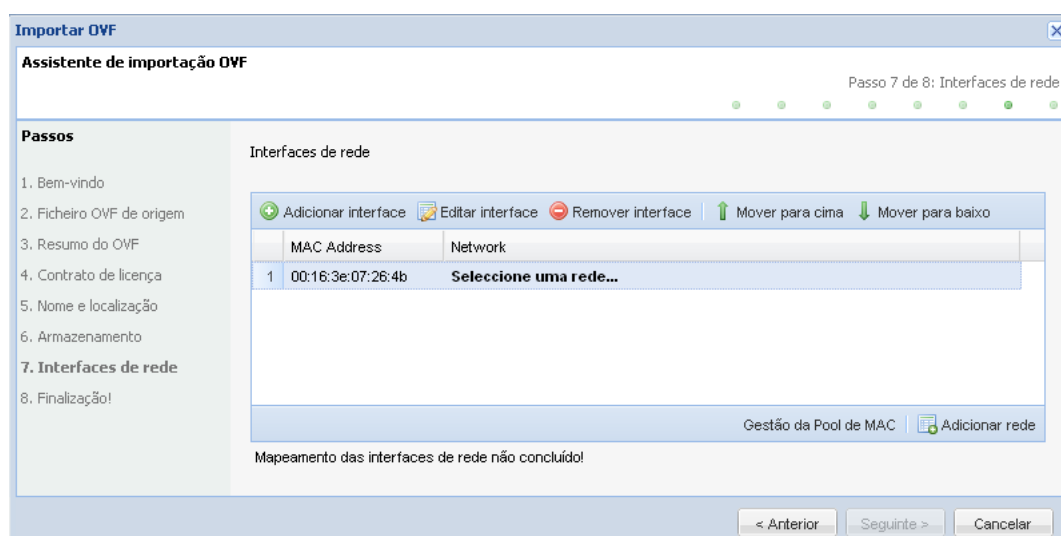 Importar OVF
Assistente de importação OVF
Passo 7 de 8: Interfaces de rede
Passos
1. Bem-vindo
2. Ficheiro OVF de origem
3. Resumo do OVF
4. Contrato de licença
5. Nome e localização
6. Armazenamento
7. Interfaces de rede
8. Finalização!
Interfaces de rede
Adicionar interface Editar interface Remover interface Mover para cima Mover para baixo
MAC Address Network
1 00:16:3e:07:26:4b Seleccione uma rede...
Gestão da Pool de MAC Adicionar rede
Mapeamento das interfaces de rede não concluído!
< Anterior Seguinte > Cancelar